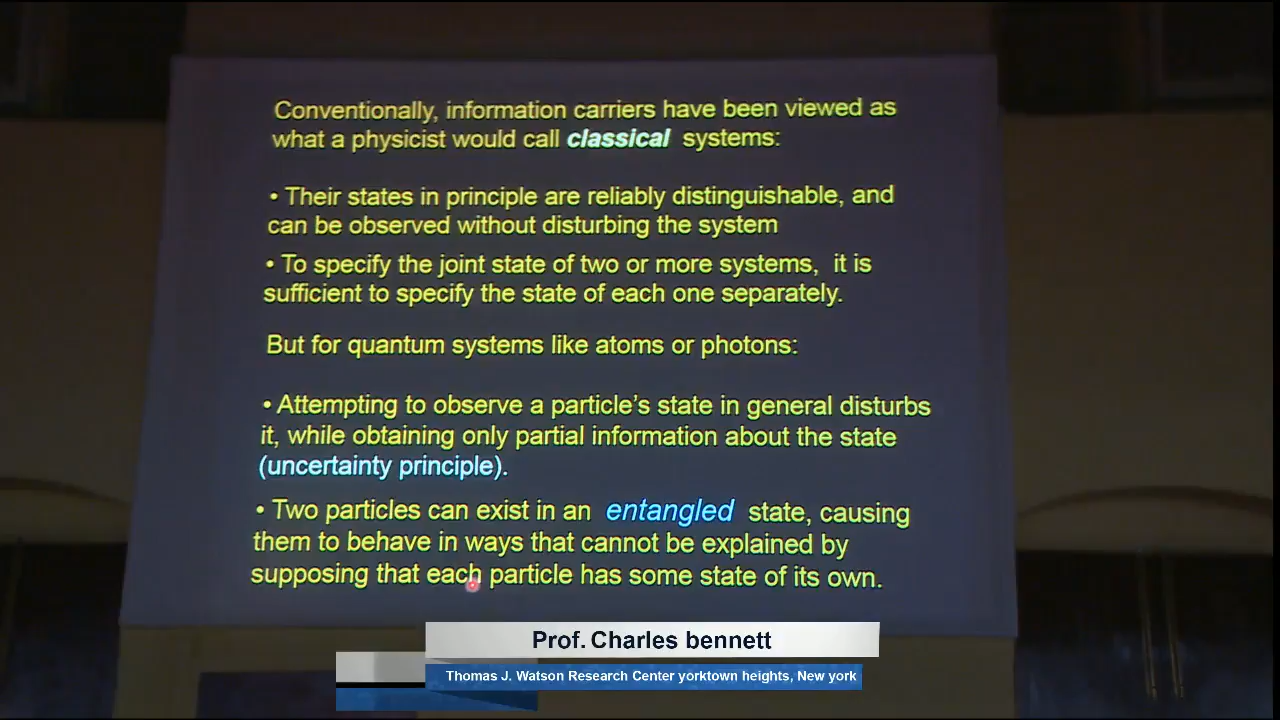 Conventionally, information carriers have been viewed as
what a physicist would call classical systems:
• Their states in principle are reliably distinguishable, and
can be observed without disturbing the system
• To specify the joint state of two or more systems, it is
sufficient to specify the state of each one separately.
But for quantum systems like atoms or photons:
• Attempting to observe a particle's state in general disturbs
it, while obtaining only partial information about the state
(uncertainty principle).
• Two particles can exist in an entangled state, causing
them to behave in ways that cannot be explained by
supposing that each particle has some state of its own.
Prof. Charles bennett
Thomas J. Watson Research Center yorktown heights, New york